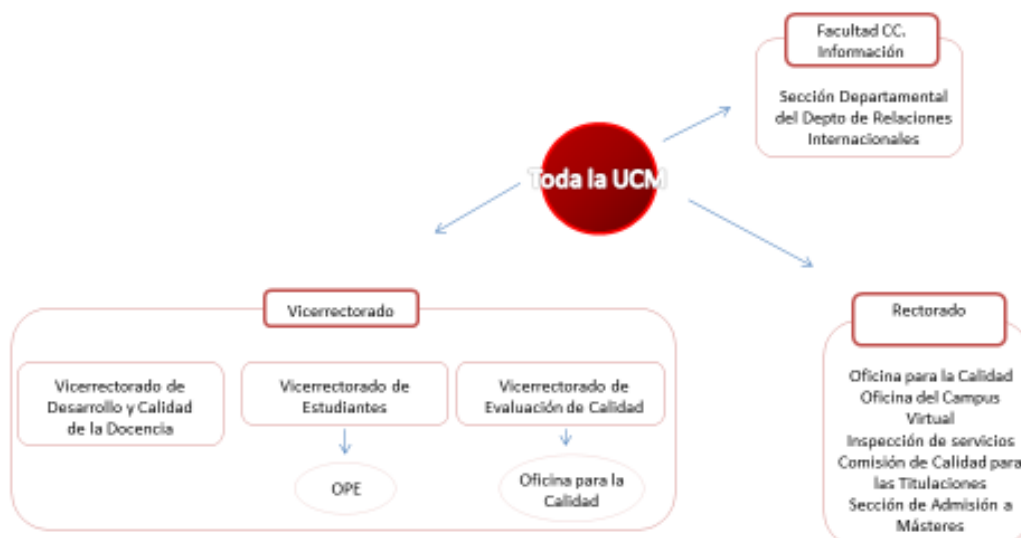 Facultad CC.
Información
Sección Departamental
del Depto de Relaciones
Internacionales
Toda la UCM
Vicerrectorado
Vicerrectorado de
Desarrollo y Calidad
de la Docencia
Vicerrectorado de
Estudiantes
OPE
Vicerrectorado de
Evaluación de Calidad
Oficina para la
Calidad
Rectorado
Oficina para la Calidad
Oficina del Campus
Virtual
Inspección de servicios
Comisión de Calidad para
las Titulaciones
Sección de Admisión a
Másteres